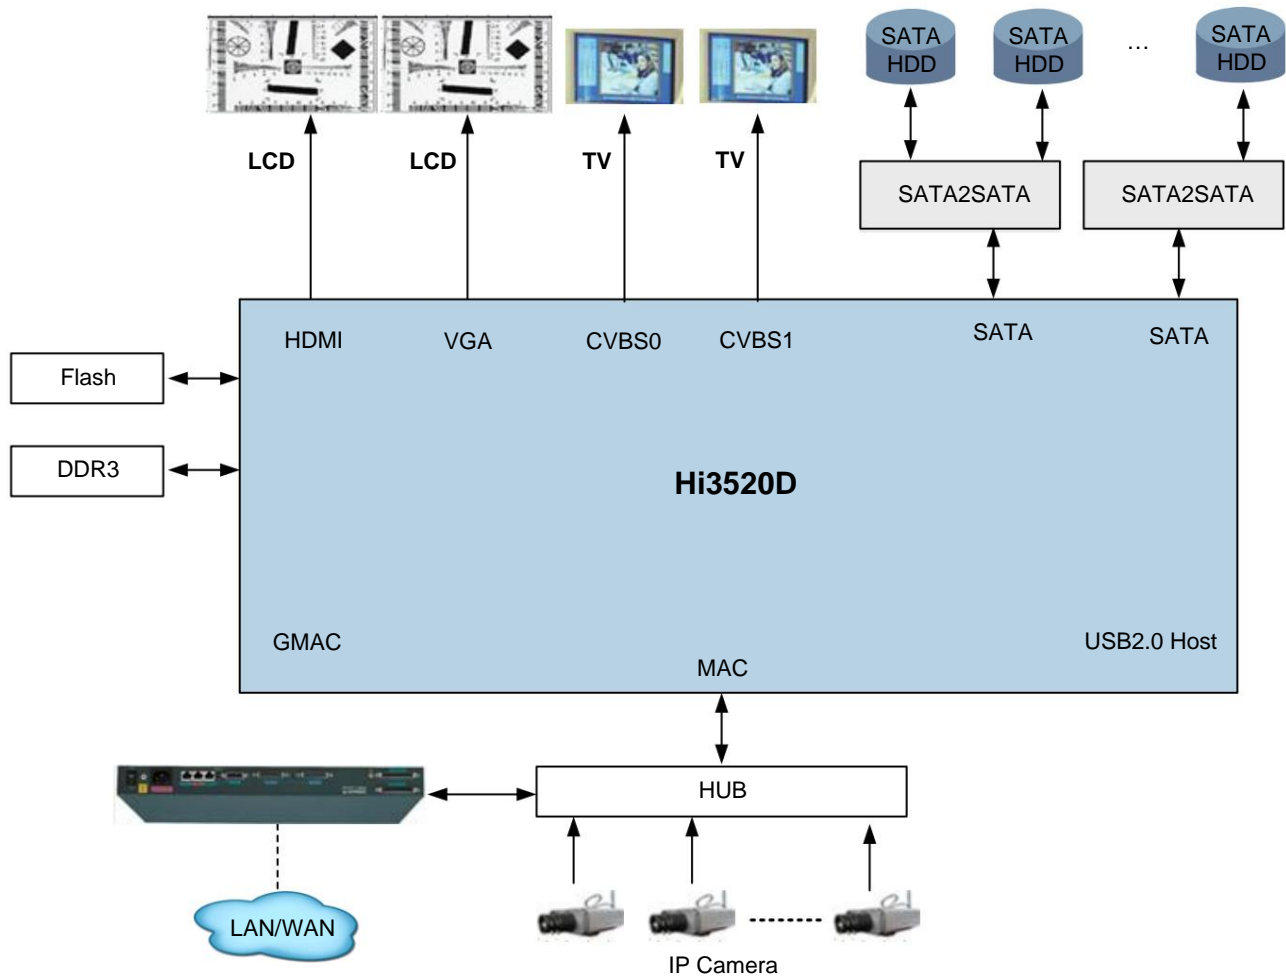 SATA
HDD
SATA
HDD
...
SATA
HDD
LCD
LCD
TV
TV
SATA2SATA
SATA2SATA
HDMI
VGA
CVBS0
CVBS1
SATA
SATA
Flash
DDR3
Hi3520D
GMAC
USB2.0 Host
MAC
HUB
LAN/WAN
IP Camera